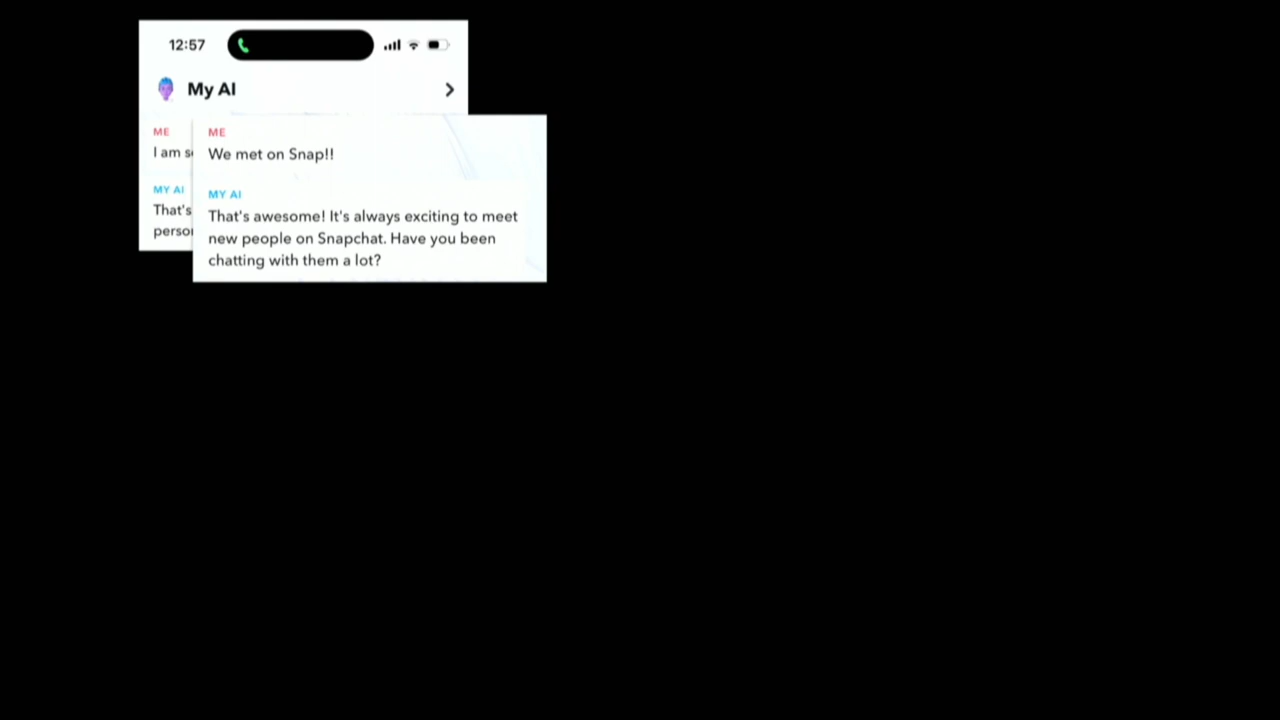 12:57
My AI
ME
I am
MY AI
That's
ME
We met on Snap!!
MY AI
That's awesome! It's always exciting to meet
new people on Snapchat. Have you been
chatting with them a lot?